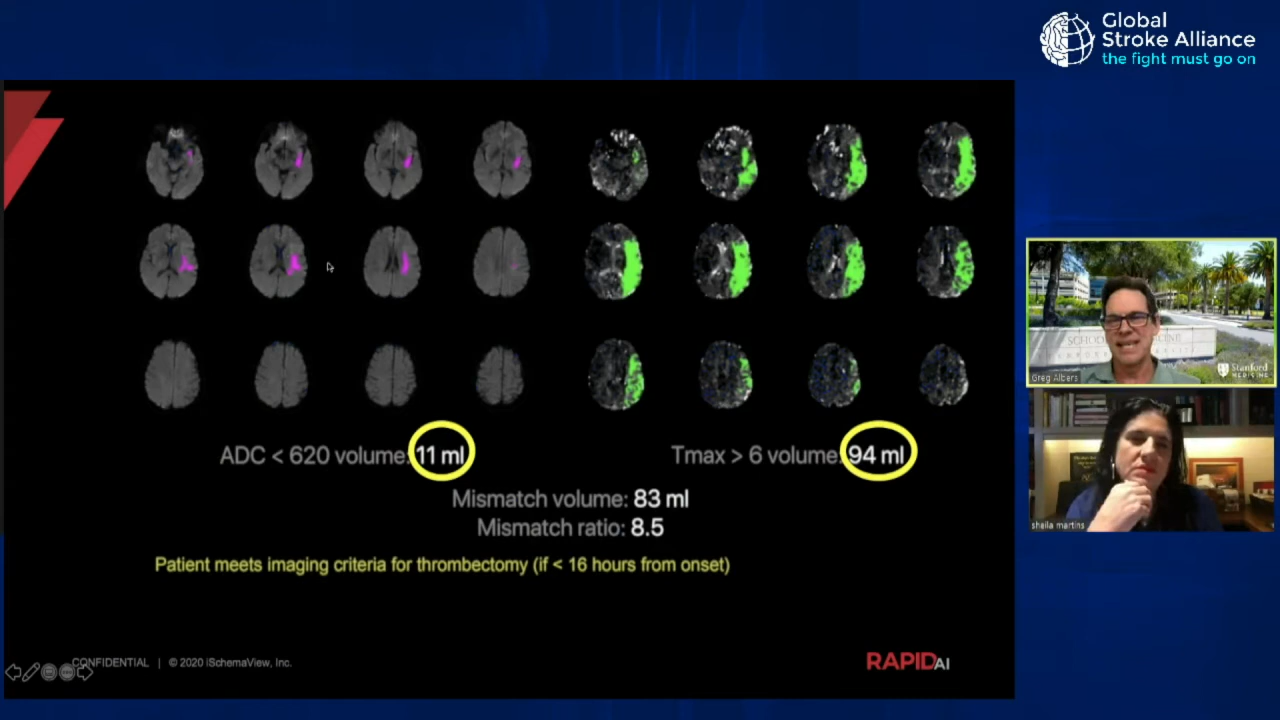 Global
Stroke Alliance
the fight must go on
ADC < 620 volume: 11 ml
Tmax > 6 volume: 94 ml
Mismatch volume: 83 ml
Mismatch ratio: 8.5
Patient meets imaging criteria for thrombectomy (if < 16 hours from onset)
CONFIDENTIAL | © 2020 iSchemaView, Inc.
RAPIDAI
Greg Albers
Stanford
MEDICINE
sheila martins